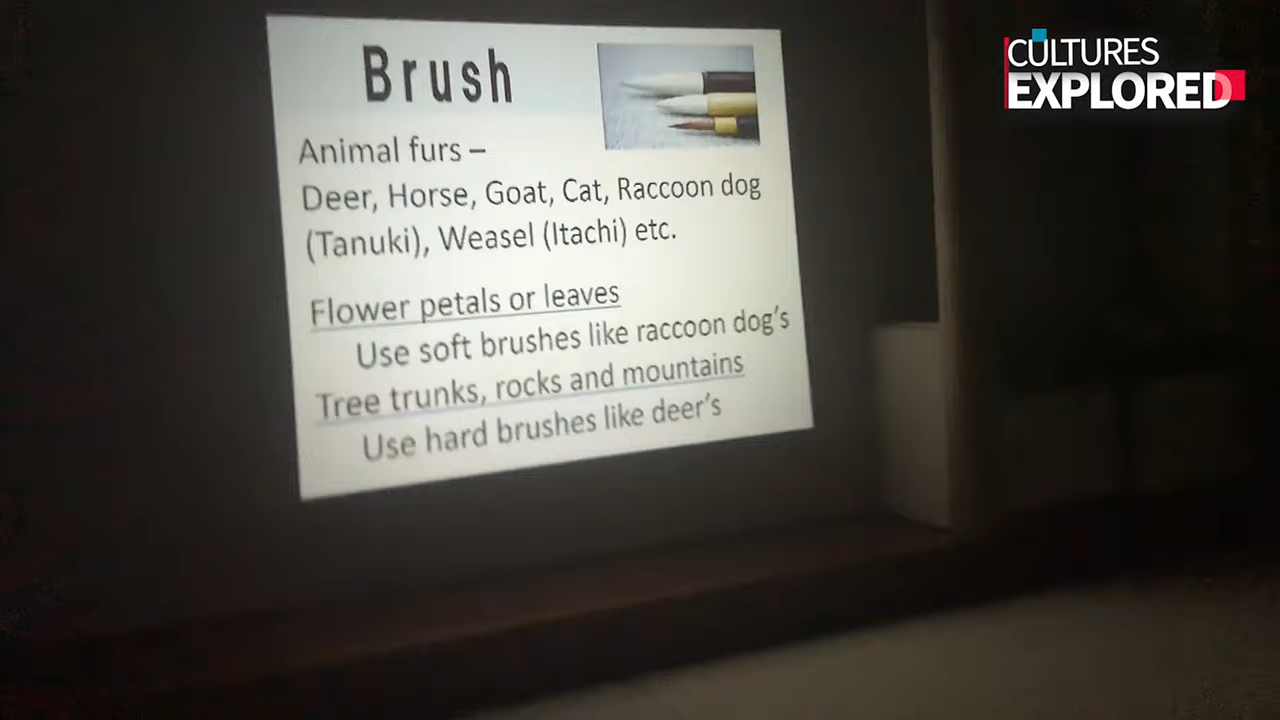 Brush
Animal furs –
Deer, Horse, Goat, Cat, Raccoon dog
(Tanuki), Weasel (Itachi) etc.
Flower petals or leaves
Use soft brushes like raccoon dog's
Tree trunks, rocks and mountains
Use hard brushes like deer's
CULTURES
EXPLORED